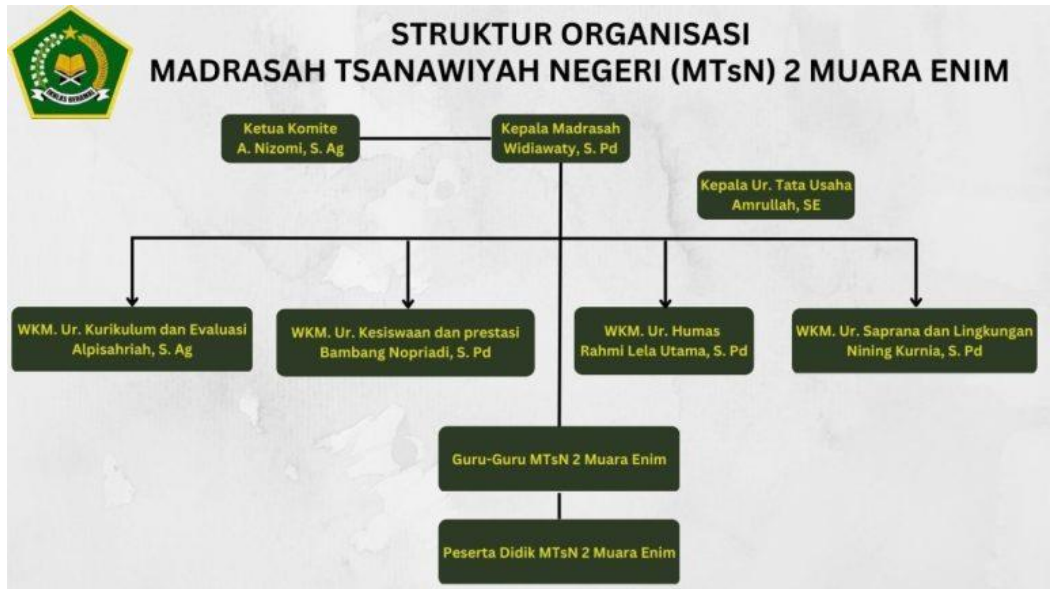 STRUKTUR ORGANISASI
MADRASAH TSANAWIYAH NEGERI (MTsN) 2 MUARA ENIM
IKHLAS BERAMAL
Ketua Komite
A. Nizomi, S. Ag
Kepala Madrasah
Widiawaty, S. Pd
Kepala Ur. Tata Usaha
Amrullah, SE
WKM. Ur. Kurikulum dan Evaluasi
Alpisahriah, S. Ag
WKM. Ur. Kesiswaan dan prestasi
Bambang Nopriadi, S. Pd
WKM. Ur. Humas
Rahmi Lela Utama, S. Pd
WKM. Ur. Saprana dan Lingkungan
Nining Kurnia, S. Pd
Guru-Guru MTsN 2 Muara Enim
Peserta Didik MTsN 2 Muara Enim